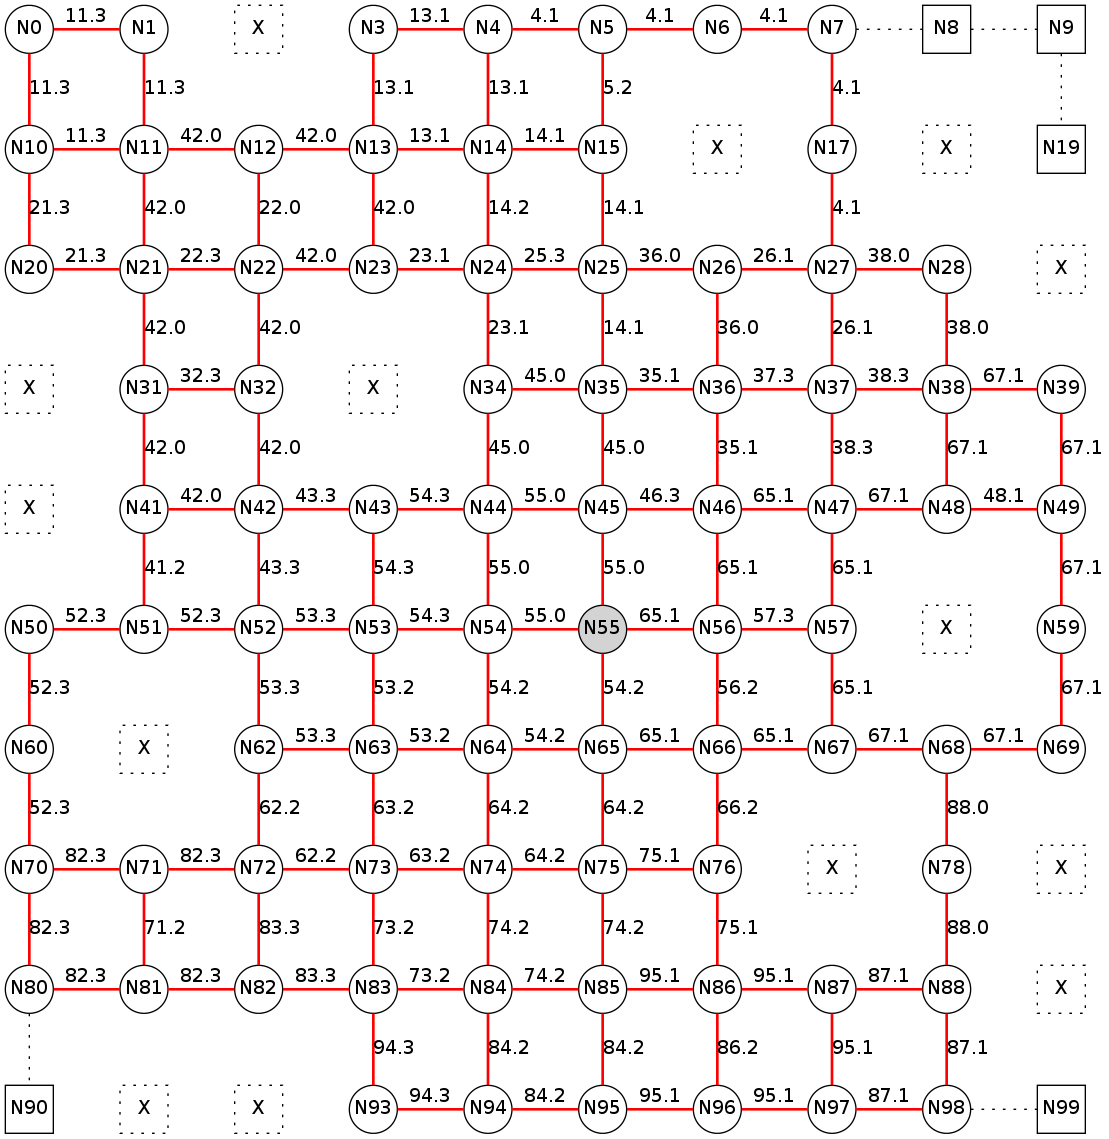 N0 11.3 N1 X N3 13.1 N4 4.1 N5 4.1 N6 4.1 N7 N8 N9
11.3 11.3 13.1 13.1 5.2 4.1
N10 11.3 N11 42.0 N12 42.0 N13 13.1 N14 14.1 N15 X N17 X N19
21.3 42.0 22.0 42.0 14.2 14.1 4.1
N20 21.3 N21 22.3 N22 42.0 N23 23.1 N24 25.3 N25 36.0 N26 26.1 N27 38.0 N28 X
42.0 42.0 23.1 14.1 36.0 26.1 38.0
X N31 32.3 N32 X N34 45.0 N35 35.1 N36 37.3 N37 38.3 N38 67.1 N39
42.0 42.0 45.0 45.0 35.1 38.3 67.1 67.1
X N41 42.0 N42 43.3 N43 54.3 N44 55.0 N45 46.3 N46 65.1 N47 67.1 N48 48.1 N49
41.2 43.3 54.3 55.0 55.0 65.1 65.1 67.1
N50 52.3 N51 52.3 N52 53.3 N53 54.3 N54 55.0 N55 65.1 N56 57.3 N57 X N59
52.3 53.3 53.2 54.2 54.2 56.2 65.1 67.1
N60 X N62 53.3 N63 53.2 N64 54.2 N65 65.1 N66 65.1 N67 67.1 N68 67.1 N69
52.3 62.2 63.2 64.2 64.2 66.2 88.0
N70 82.3 N71 82.3 N72 62.2 N73 63.2 N74 64.2 N75 75.1 N76 X N78 X
82.3 71.2 83.3 73.2 74.2 74.2 75.1 88.0
N80 82.3 N81 82.3 N82 83.3 N83 73.2 N84 74.2 N85 95.1 N86 95.1 N87 87.1 N88 X
94.3 84.2 84.2 86.2 95.1 87.1
N90 X X N93 94.3 N94 84.2 N95 95.1 N96 95.1 N97 87.1 N98 N99